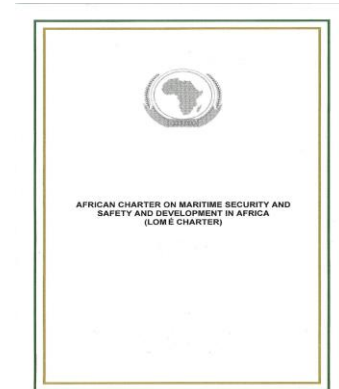 AFRICAN CHARTER ON MARITIME SECURITY AND
SAFETY AND DEVELOPMENT IN AFRICA
(LOMÉ CHARTER)